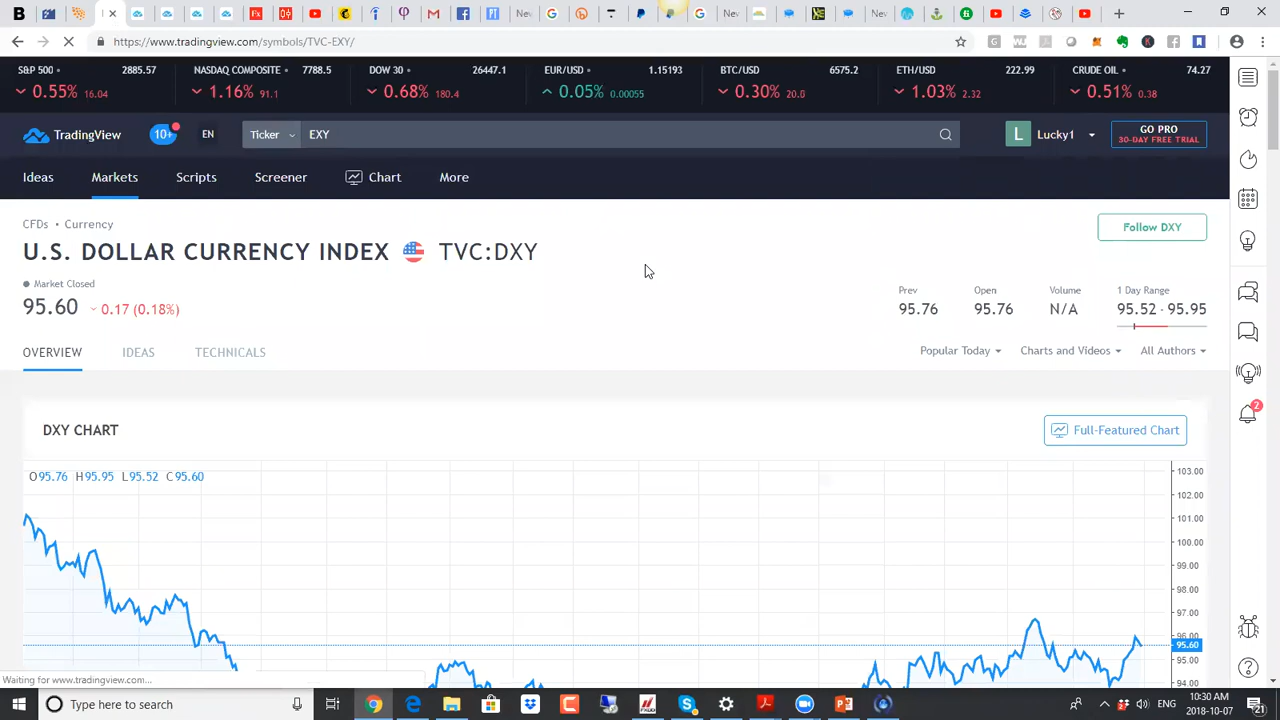 New
New
New
https://www.tradingview.com/symbols/TVC-EXY/
S&P 500 2885.57
0.55% 16.04
NASDAQ COMPOSITE 7788.5
1.16% 91.1
DOW 30 26447.1
0.68% 180.4
EUR/USD 1.15193
0.05% 0.00055
BTC/USD 6575.2
0.30% 20.0
ETH/USD 222.99
1.03% 2.32
CRUDE OIL 74.27
0.51% 0.38
TradingView
10+
EN
Ticker
EXY
L
Lucky1
GO PRO
30-DAY FREE TRIAL
Ideas
Markets
Scripts
Screener
Chart
More
CFDs • Currency
U.S. DOLLAR CURRENCY INDEX TVC:DXY
Follow DXY
Market Closed
95.60 0.17 (0.18%)
Prev
95.76
Open
95.76
Volume
N/A
1 Day Range
95.52 - 95.95
OVERVIEW
IDEAS
TECHNICALS
Popular Today
Charts and Videos
All Authors
DXY CHART
Full-Featured Chart
O95.76 H95.95 L95.52 C95.60
103.00
102.00
101.00
100.00
99.00
98.00
97.00
96.00
95.60
95.00
94.00
2
Waiting for www.tradingview.com...
Type here to search
ENG
10:30 AM
2018-10-07
21